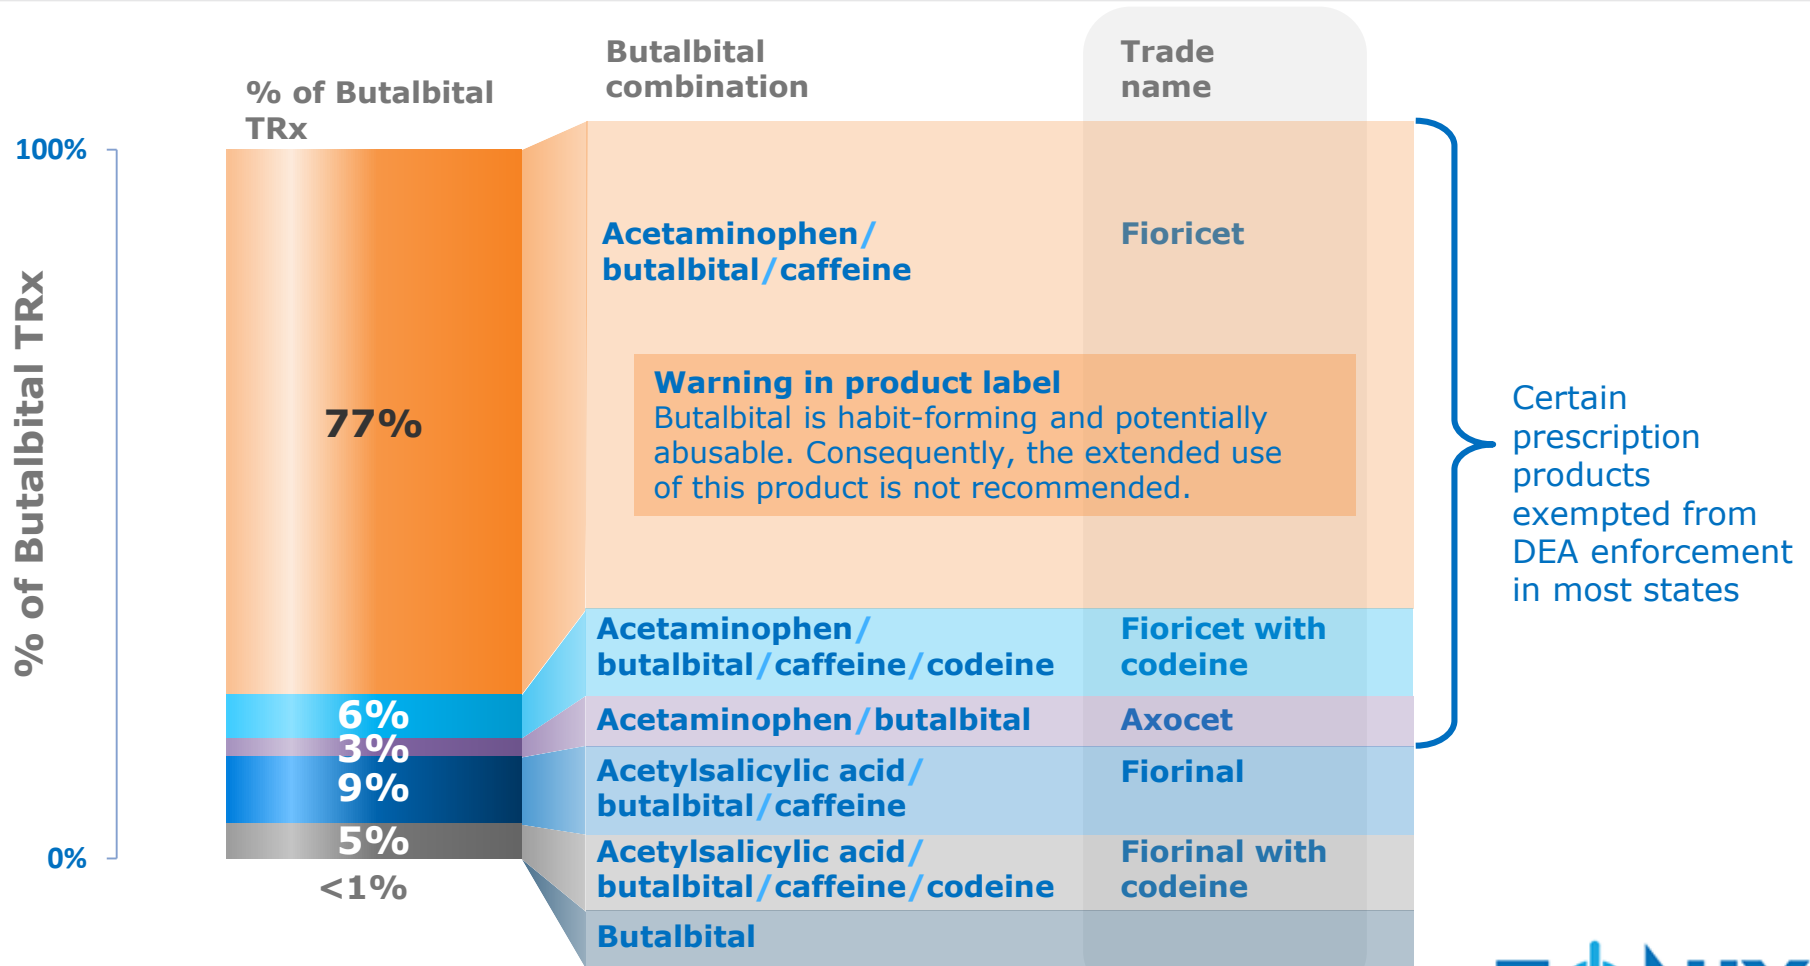 % of Butalbital
TRx
Butalbital
combination
Trade
name
100%
0%
% of Butalbital TRx
77%
6%
3%
9%
5%
<1%
Acetaminophen/
butalbital/caffeine
Fioricet
Warning in product label
Butalbital is habit-forming and potentially
abusable. Consequently, the extended use
of this product is not recommended.
Acetaminophen/
butalbital/caffeine/codeine
Fioricet with
codeine
Acetaminophen/butalbital
Axocet
Acetylsalicylic acid/
butalbital/caffeine
Fiorinal
Acetylsalicylic acid/
butalbital/caffeine/codeine
Fiorinal with
codeine
Butalbital
Certain
prescription
products
exempted from
DEA enforcement
in most states